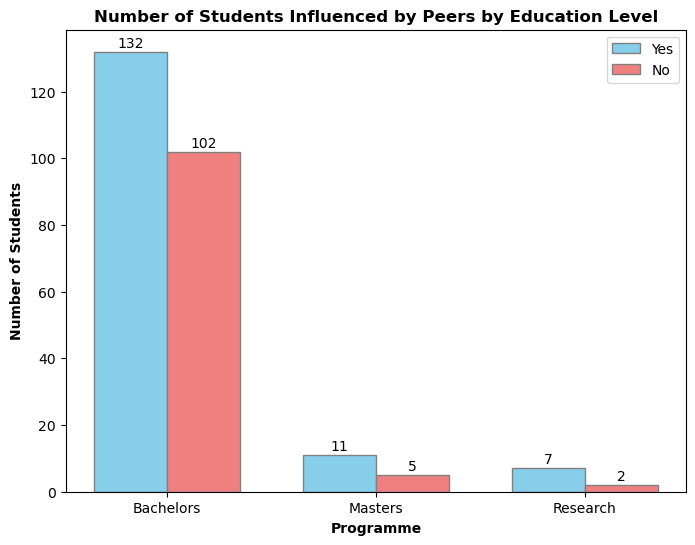 Number of Students Influenced by Peers by Education Level
Yes
No
132
102
11
5
7
2
120
100
80
60
40
20
0
Number of Students
Bachelors
Masters
Research
Programme